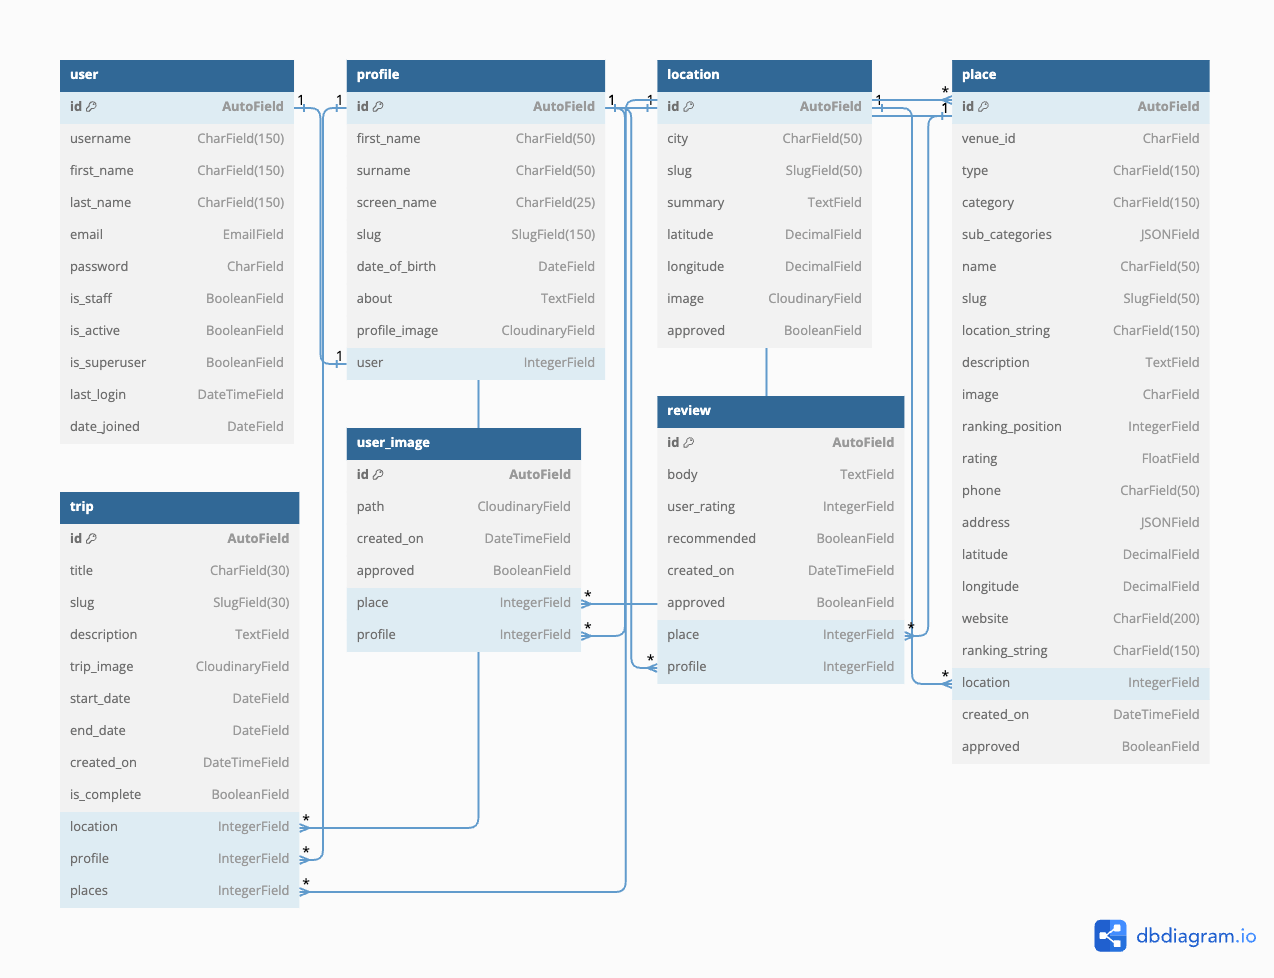 user
id AutoField
username CharField(150)
first_name CharField(150)
last_name CharField(150)
email EmailField
password CharField
is_staff BooleanField
is_active BooleanField
is_superuser BooleanField
last_login DateTimeField
date_joined DateField
1
profile
id AutoField
first_name CharField(50)
surname CharField(50)
screen_name CharField(25)
slug SlugField(150)
date_of_birth DateField
about TextField
profile_image CloudinaryField
user IntegerField
1
1
1
location
id AutoField
city CharField(50)
slug SlugField(50)
summary TextField
latitude DecimalField
longitude DecimalField
image CloudinaryField
approved BooleanField
1
1
place
id AutoField
venue_id CharField
type CharField(150)
category CharField(150)
sub_categories JSONField
name CharField(50)
slug SlugField(50)
location_string CharField(150)
description TextField
image CharField
ranking_position IntegerField
rating FloatField
phone CharField(50)
address JSONField
latitude DecimalField
longitude DecimalField
website CharField(200)
ranking_string CharField(150)
location IntegerField
created_on DateTimeField
approved BooleanField
*
1
*
user_image
id AutoField
path CloudinaryField
created_on DateTimeField
approved BooleanField
place IntegerField *
profile IntegerField *
review
id AutoField
body TextField
user_rating IntegerField
recommended BooleanField
created_on DateTimeField
approved BooleanField
place IntegerField *
* profile IntegerField
trip
id AutoField
title CharField(30)
slug SlugField(30)
description TextField
trip_image CloudinaryField
start_date DateField
end_date DateField
created_on DateTimeField
is_complete BooleanField
location IntegerField *
profile IntegerField *
places IntegerField *
dbdiagram.io